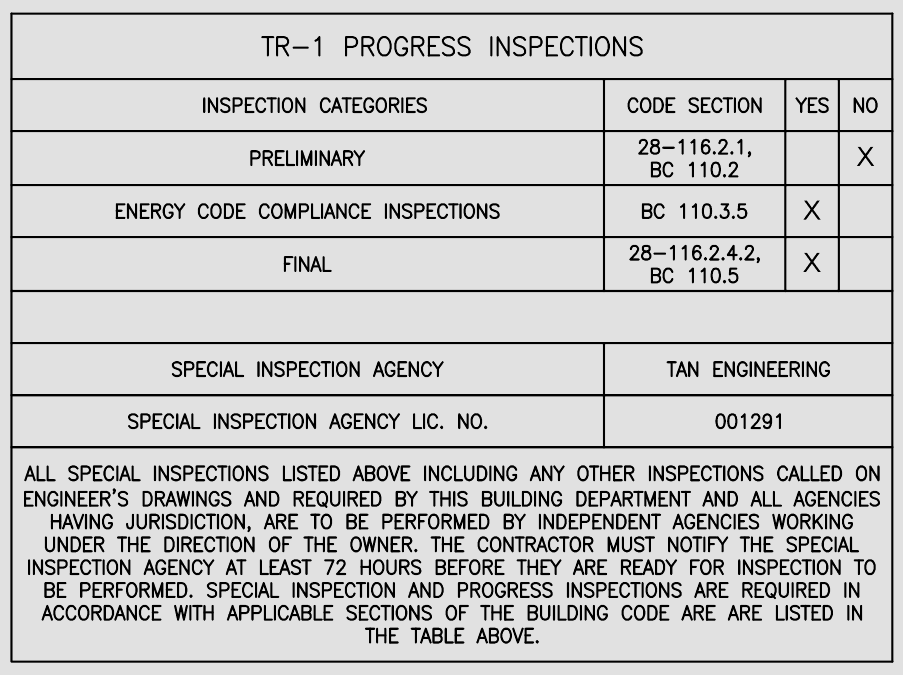 TR-1 PROGRESS INSPECTIONS
INSPECTION CATEGORIES CODE SECTION YES NO
PRELIMINARY 28-116.2.1, X
BC 110.2
ENERGY CODE COMPLIANCE INSPECTIONS BC 110.3.5 X
FINAL 28-116.2.4.2, X
BC 110.5
SPECIAL INSPECTION AGENCY TAN ENGINEERING
SPECIAL INSPECTION AGENCY LIC. NO. 001291
ALL SPECIAL INSPECTIONS LISTED ABOVE INCLUDING ANY OTHER INSPECTIONS CALLED ON
ENGINEER'S DRAWINGS AND REQUIRED BY THIS BUILDING DEPARTMENT AND ALL AGENCIES
HAVING JURISDICTION, ARE TO BE PERFORMED BY INDEPENDENT AGENCIES WORKING
UNDER THE DIRECTION OF THE OWNER. THE CONTRACTOR MUST NOTIFY THE SPECIAL
INSPECTION AGENCY AT LEAST 72 HOURS BEFORE THEY ARE READY FOR INSPECTION TO
BE PERFORMED. SPECIAL INSPECTION AND PROGRESS INSPECTIONS ARE REQUIRED IN
ACCORDANCE WITH APPLICABLE SECTIONS OF THE BUILDING CODE ARE ARE LISTED IN
THE TABLE ABOVE.